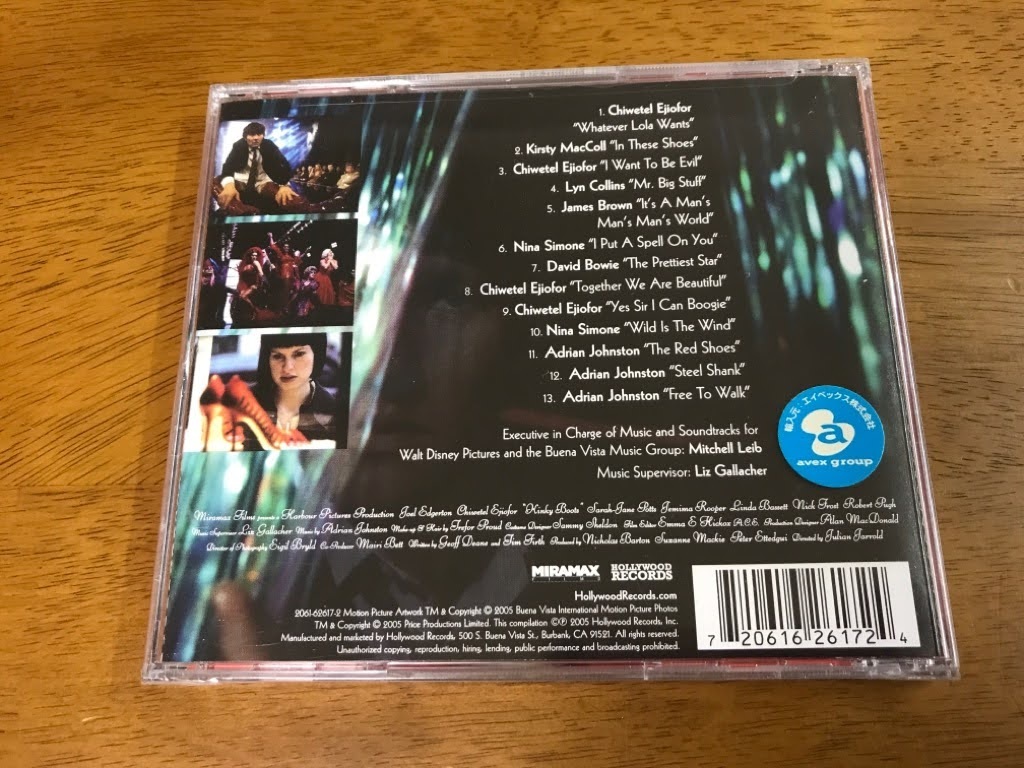 1. Chiwetel Ejiofor
"Whatever Lola Wants"
2. Kirsty MacColl "In These Shoes"
3. Chiwetel Ejiofor "I Want To Be Evil"
4. Lyn Collins "Mr. Big Stuff"
5. James Brown "It's A Man's
Man's Man's World"
6. Nina Simone "I Put A Spell On You"
7. David Bowie "The Prettiest Star"
8. Chiwetel Ejiofor "Together We Are Beautiful"
9. Chiwetel Ejiofor "Yes Sir I Can Boogie"
10. Nina Simone "Wild Is The Wind"
11. Adrian Johnston "The Red Shoes"
12. Adrian Johnston "Steel Shank"
13. Adrian Johnston "Free To Walk"
輸入元・エイベックス株式会社
a
avex group
Executive in Charge of Music and Soundtracks for
Walt Disney Pictures and the Buena Vista Music Group: Mitchell Leib
Music Supervisor: Liz Gallacher
Miramax Films presents a Harbour Pictures Production Joel Edgerton Chiwetel Ejiofor "Kinky Boots" Sarah-Jane Potts Jemima Rooper Linda Bassett Nick Frost Robert Pugh
Music Supervisor Liz Gallacher Music by Adrian Johnston Make-up & Hair by Trefor Proud Costume Designer Sammy Sheldon Film Editor Emma E Hickox A.C.E. Production Designer Alan MacDonald
Director of Photography Eigil Bryld Co-Producer Mairi Bett Written by Geoff Deane and Tim Firth Produced by Nicholas Barton Suzanne Mackie Peter Ettedgui Directed by Julian Jarrold
MIRAMAX FILMS HOLLYWOOD RECORDS
HollywoodRecords.com
2061-62617-2 Motion Picture Artwork TM & Copyright © 2005 Buena Vista International Motion Picture Photos
TM & Copyright © 2005 Price Productions Limited. This compilation ©℗ 2005 Hollywood Records, Inc.
Manufactured and marketed by Hollywood Records, 500 S. Buena Vista St., Burbank, CA 91521. All rights reserved.
Unauthorized copying, reproduction, hiring, lending, public performance and broadcasting prohibited.
7 20616 26172 4